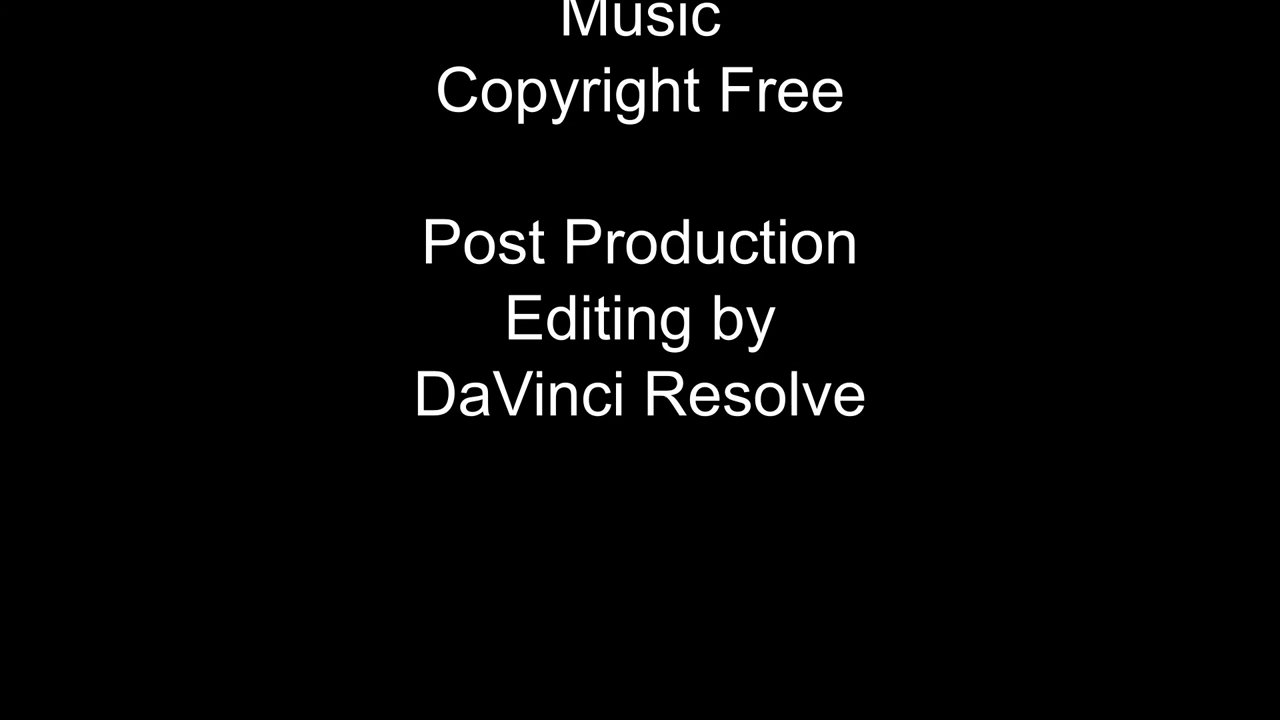 Music
Copyright Free
Post Production
Editing by
DaVinci Resolve